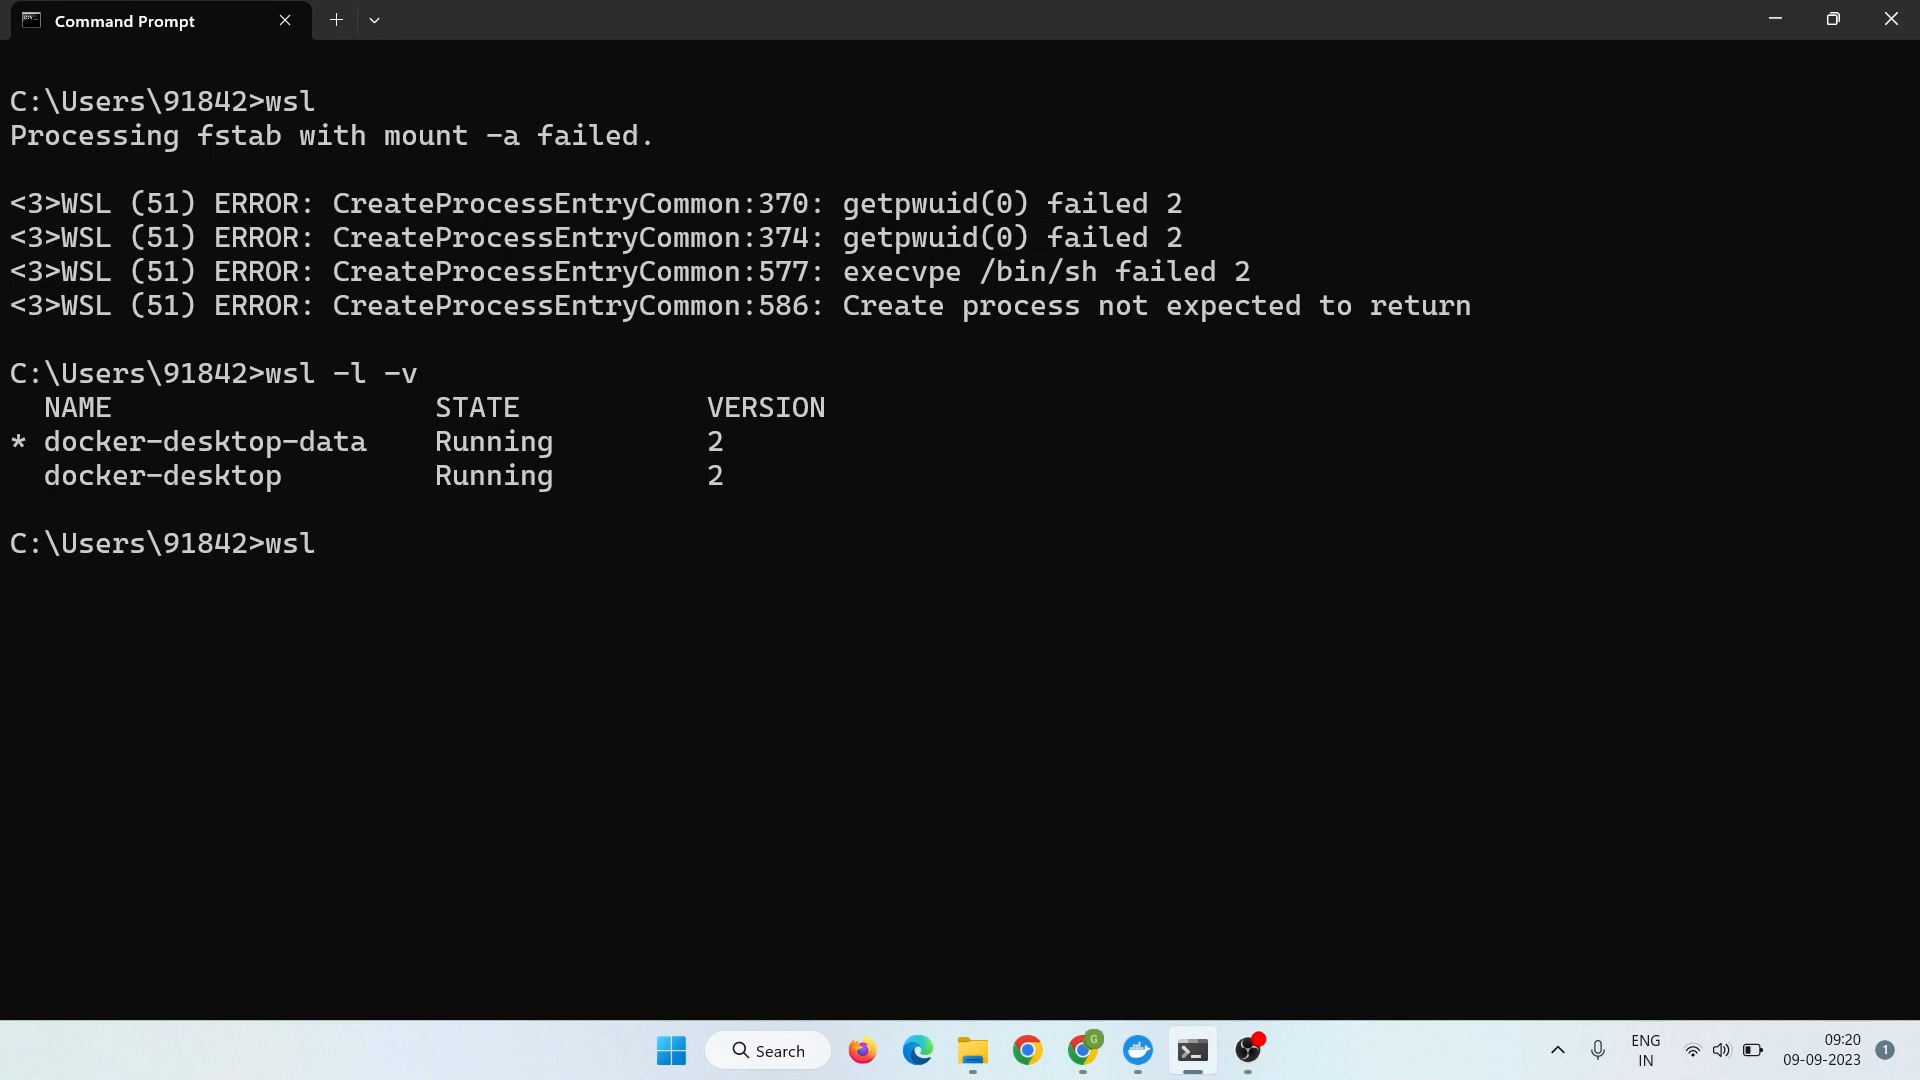 Command Prompt
C:\Users\91842>wsl
Processing fstab with mount -a failed.
<3>WSL (51) ERROR: CreateProcessEntryCommon:370: getpwuid(0) failed 2
<3>WSL (51) ERROR: CreateProcessEntryCommon:374: getpwuid(0) failed 2
<3>WSL (51) ERROR: CreateProcessEntryCommon:577: execvpe /bin/sh failed 2
<3>WSL (51) ERROR: CreateProcessEntryCommon:586: Create process not expected to return
C:\Users\91842>wsl -l -v
NAME STATE VERSION
* docker-desktop-data Running 2
docker-desktop Running 2
C:\Users\91842>wsl
Search
G
ENG
IN
09:20
09-09-2023
1